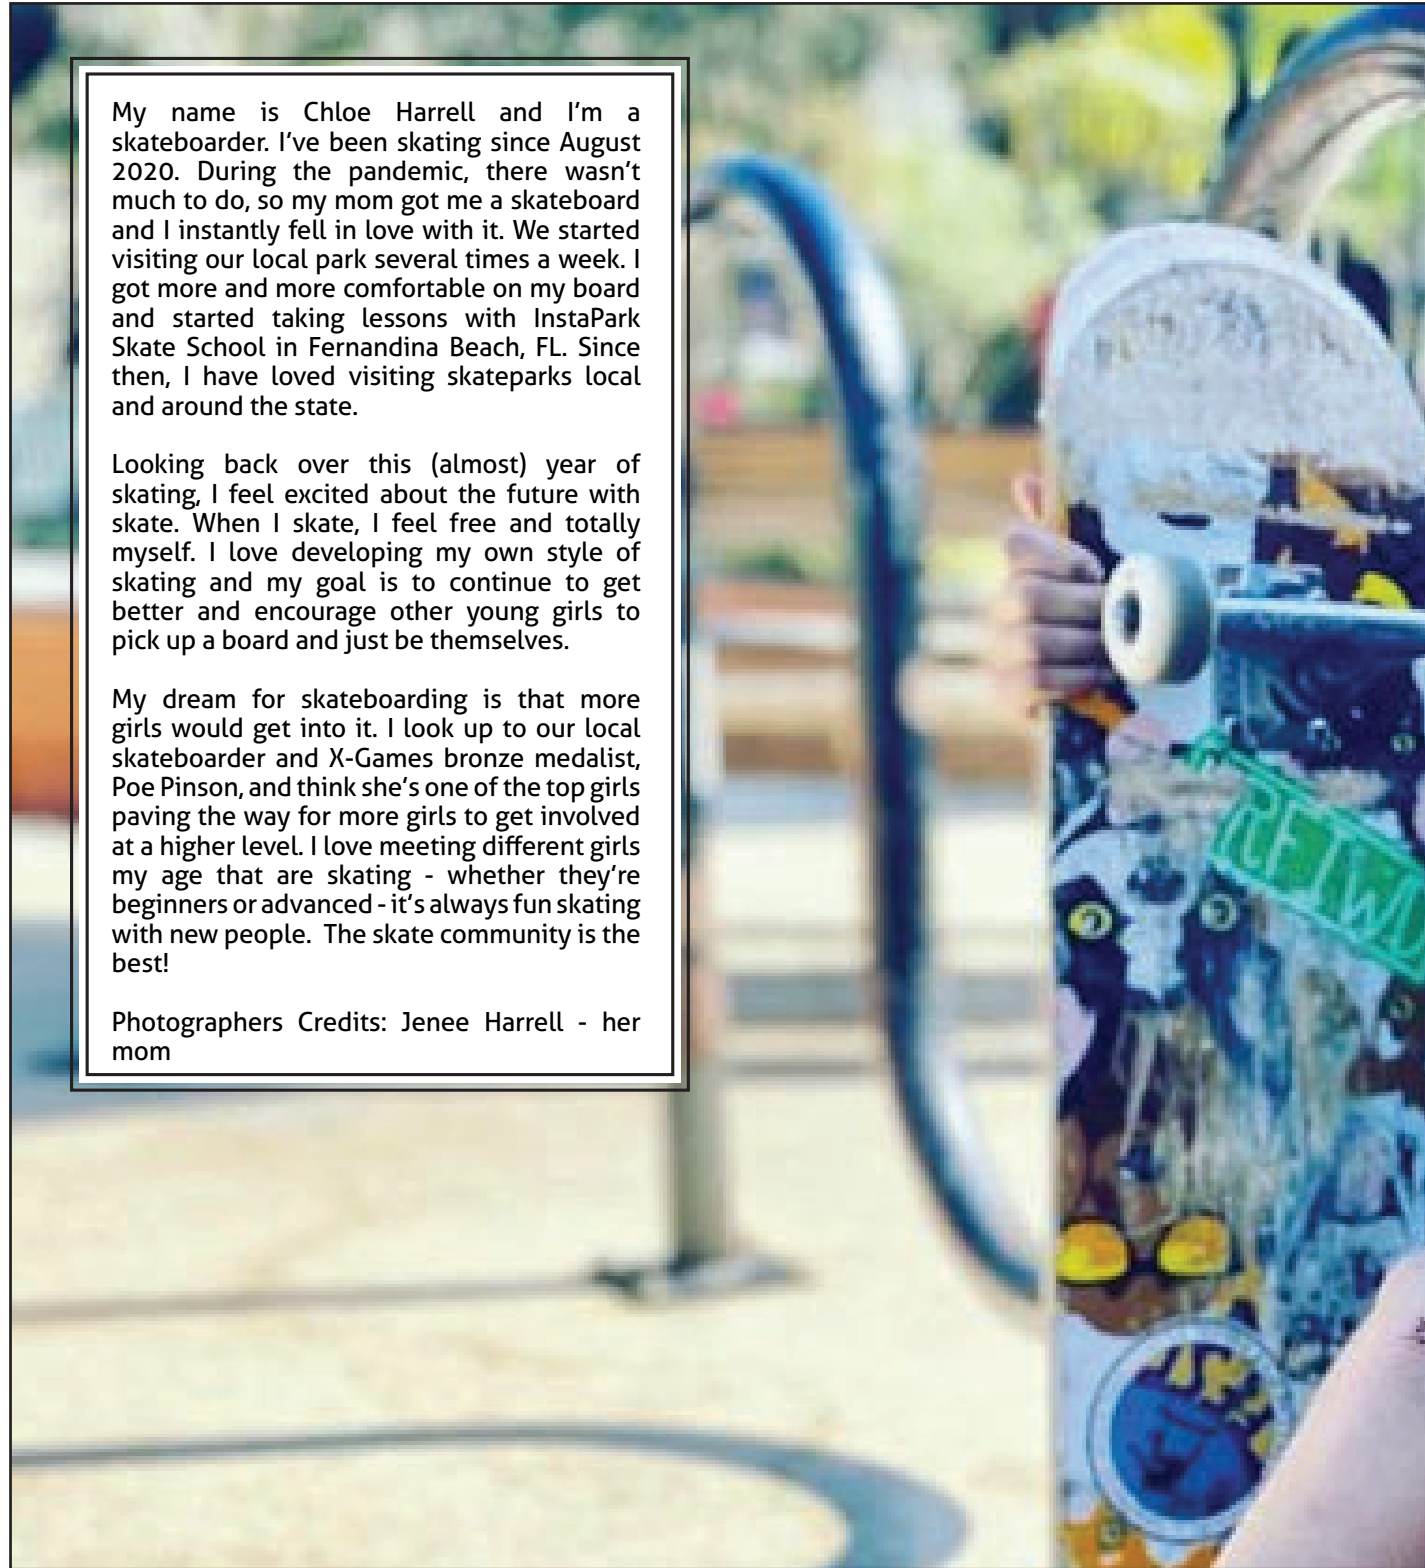 My name is Chloe Harrell and I'm a
skateboarder. I've been skating since August
2020. During the pandemic, there wasn't
much to do, so my mom got me a skateboard
and I instantly fell in love with it. We started
visiting our local park several times a week. I
got more and more comfortable on my board
and started taking lessons with InstaPark
Skate School in Fernandina Beach, FL. Since
then, I have loved visiting skateparks local
and around the state.
Looking back over this (almost) year of
skating, I feel excited about the future with
skate. When I skate, I feel free and totally
myself. I love developing my own style of
skating and my goal is to continue to get
better and encourage other young girls to
pick up a board and just be themselves.
My dream for skateboarding is that more
girls would get into it. I look up to our local
skateboarder and X-Games bronze medalist,
Poe Pinson, and think she's one of the top girls
paving the way for more girls to get involved
at a higher level. I love meeting different girls
my age that are skating - whether they're
beginners or advanced - it's always fun skating
with new people.  The skate community is the
best!
Photographers Credits: Jenee Harrell - her
mom